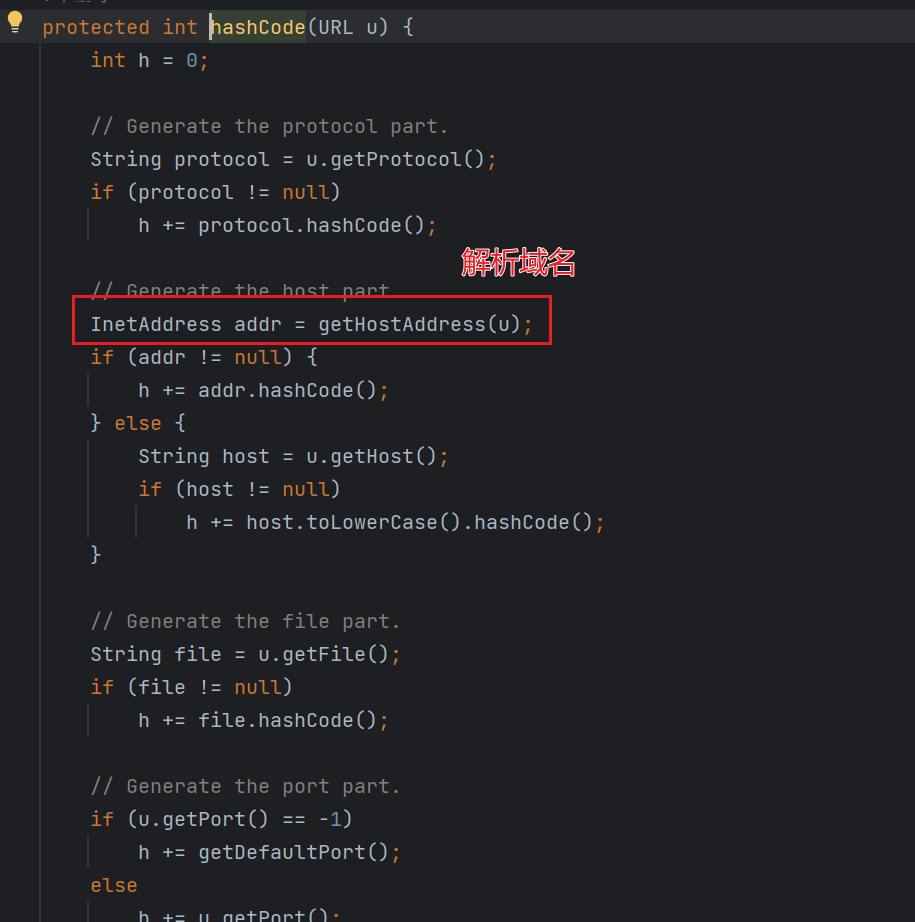 protected int hashCode(URL u) {
int h = 0;
// Generate the protocol part.
String protocol = u.getProtocol();
if (protocol != null)
h += protocol.hashCode();
解析域名
// Generate the host part
InetAddress addr = getHostAddress(u);
if (addr != null) {
h += addr.hashCode();
} else {
String host = u.getHost();
if (host != null)
h += host.toLowerCase().hashCode();
}
// Generate the file part.
String file = u.getFile();
if (file != null)
h += file.hashCode();
// Generate the port part.
if (u.getPort() == -1)
h += getDefaultPort();
else
h += u.getPort();